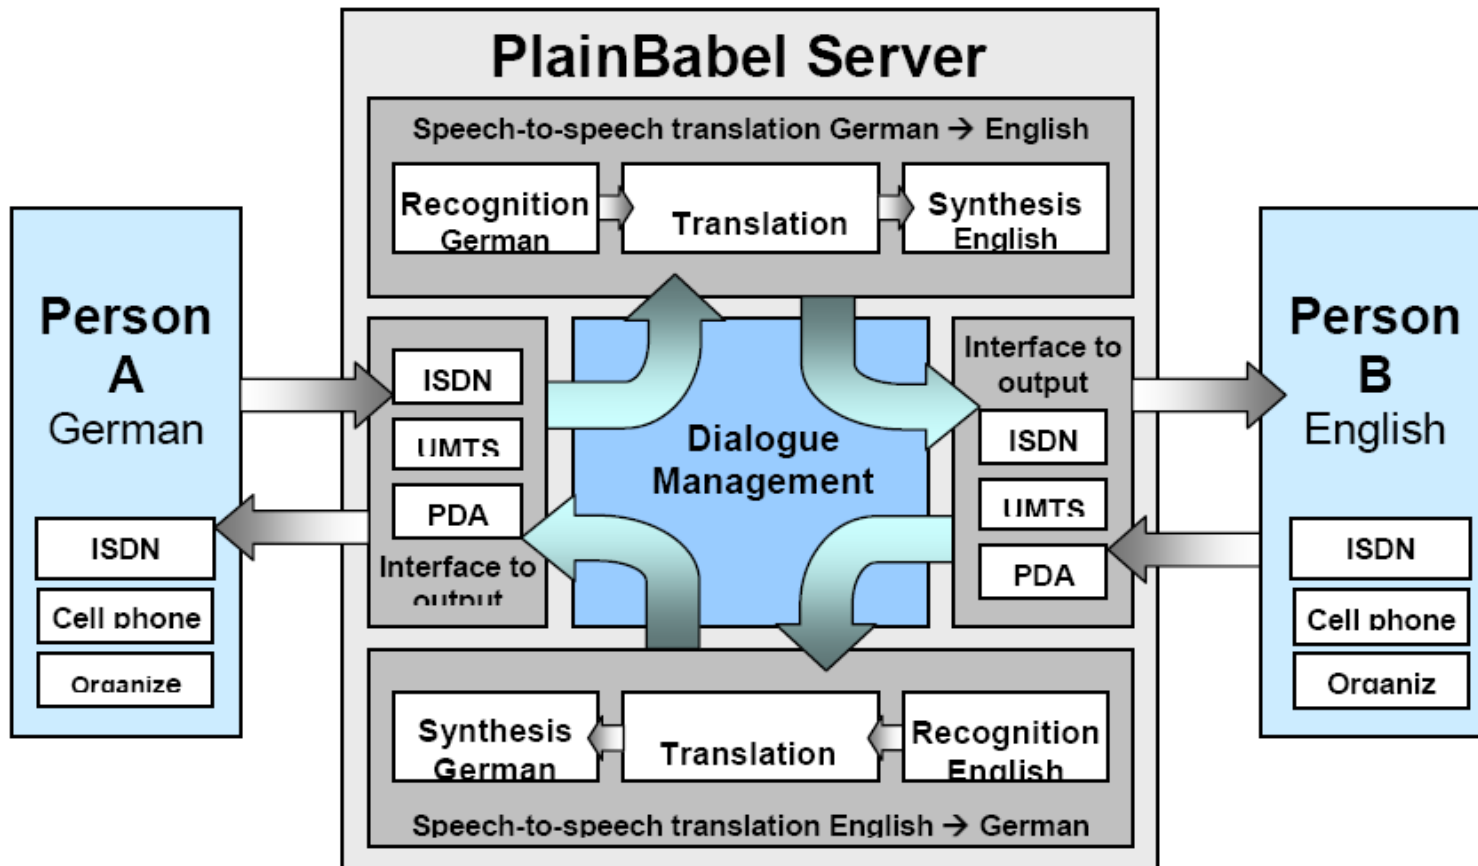 PlainBabel Server
Speech-to-speech translation German → English
Recognition
German
Translation
Synthesis
English
Person
A
German
ISDN
Cell phone
Organize
ISDN
UMTS
PDA
Interface to
output
Dialogue
Management
Interface to
output
ISDN
UMTS
PDA
Person
B
English
ISDN
Cell phone
Organiz
Synthesis
German
Translation
Recognition
English
Speech-to-speech translation English → German